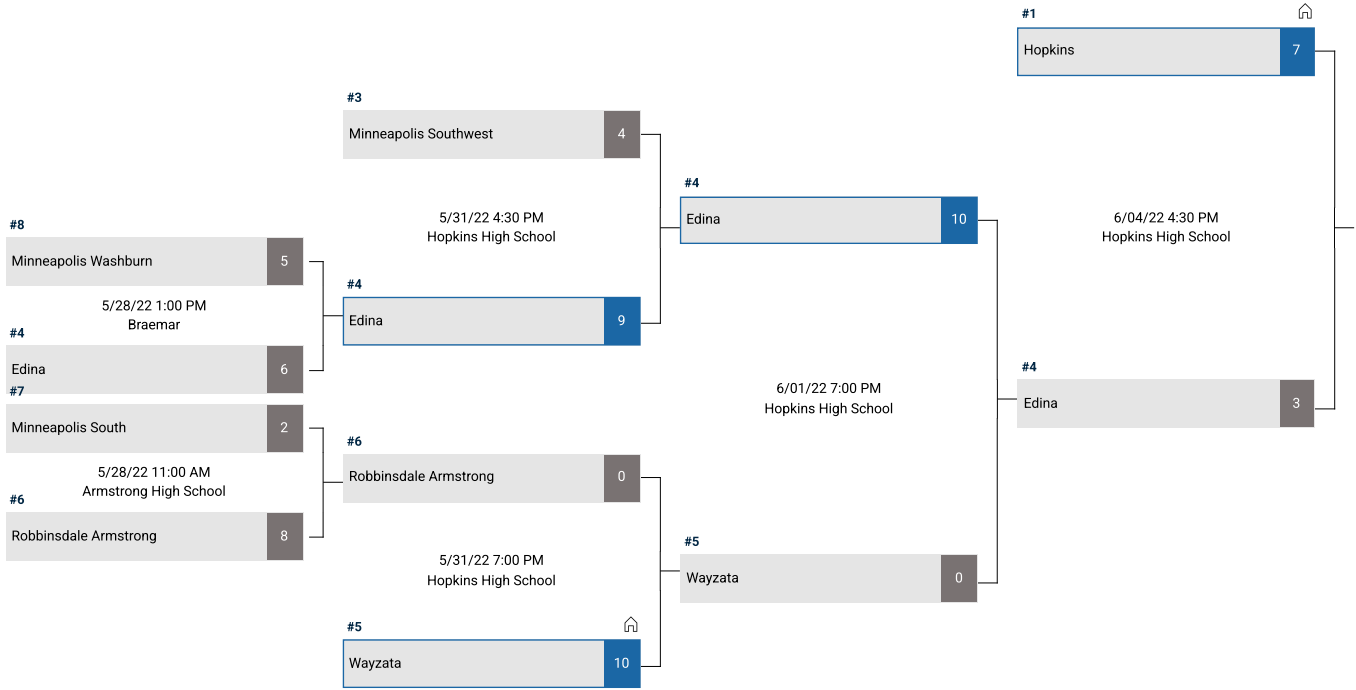 #1
Hopkins 7
#3
Minneapolis Southwest 4
#4
Edina 10
5/31/22 4:30 PM
Hopkins High School
6/04/22 4:30 PM
Hopkins High School
#8
Minneapolis Washburn 5
5/28/22 1:00 PM
Braemar
#4
Edina 9
#4
Edina 6
#7
Minneapolis South 2
6/01/22 7:00 PM
Hopkins High School
#4
Edina 3
5/28/22 11:00 AM
Armstrong High School
#6
Robbinsdale Armstrong 0
#6
Robbinsdale Armstrong 8
5/31/22 7:00 PM
Hopkins High School
#5
Wayzata 0
#5
Wayzata 10